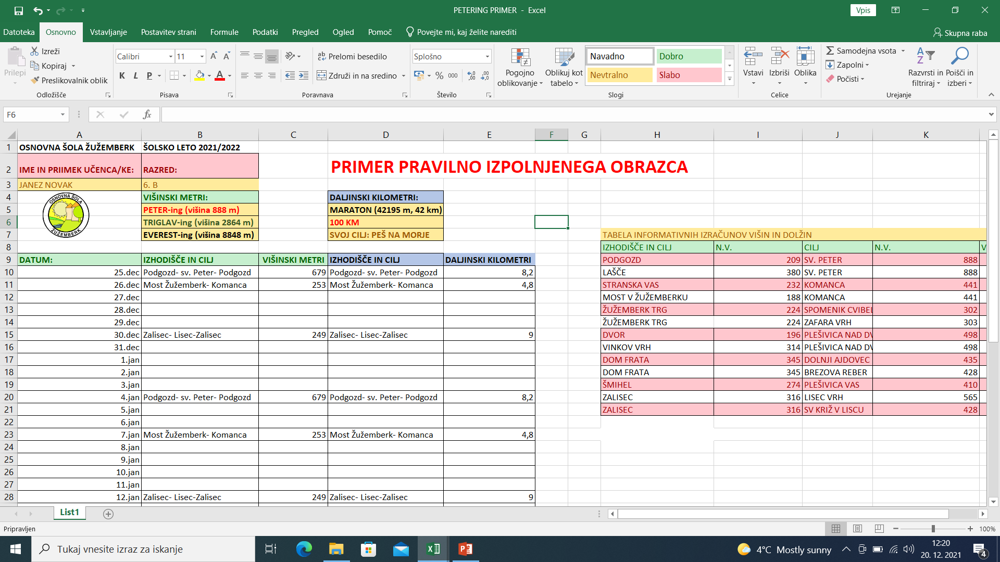 PETERING PRIMER - Excel
Vpis
Datoteka Osnovno Vstavljanje Postavitev strani Formule Podatki Pregled Ogled Pomoč Povejte mi, kaj želite narediti Skupna raba
Prilepi
Izreži
Kopiraj
Preslikovalnik oblik
Odložišče
Calibri 11
K L P
Pisava
Prelomi besedilo
Združi in na sredino
Poravnava
Splošno
% 000
Število
Pogojno oblikovanje
Oblikuj kot tabelo
Navadno Dobro
Nevtralno Slabo
Slogi
Vstavi Izbriši Oblika
Celice
Samodejna vsota
Zapolni
Počisti
Razvrsti in filtriraj
Poišči in izberi
Urejanje
F6
fx
A B C D E F G H I J K
1 OSNOVNA ŠOLA ŽUŽEMBERK ŠOLSKO LETO 2021/2022
2 IME IN PRIIMEK UČENCA/KE: RAZRED: PRIMER PRAVILNO IZPOLNJENEGA OBRAZCA
3 JANEZ NOVAK 6. B
OSNOVNA ŠOLA
ŽUŽEMBERK
4 VIŠINSKI METRI: DALJINSKI KILOMETRI:
5 PETER-ing (višina 888 m) MARATON (42195 m, 42 km)
6 TRIGLAV-ing (višina 2864 m) 100 KM
7 EVEREST-ing (višina 8848 m) SVOJ CILJ: PEŠ NA MORJE TABELA INFORMATIVNIH IZRAČUNOV VIŠIN IN DOLŽIN
8 IZHODIŠČE IN CILJ N.V. CILJ N.V. V
9 DATUM: IZHODIŠČE IN CILJ VIŠINSKI METRI IZHODIŠČE IN CILJ DALJINSKI KILOMETRI PODGOZD 209 SV. PETER 888
10 25.dec Podgozd- sv. Peter- Podgozd 679 Podgozd- sv. Peter- Podgozd 8,2 LAŠČE 380 SV. PETER 888
11 26.dec Most Žužemberk- Komanca 253 Most Žužemberk- Komanca 4,8 STRANSKA VAS 232 KOMANCA 441
12 27.dec MOST V ŽUŽEMBERKU 188 KOMANCA 441
13 28.dec ŽUŽEMBERK TRG 224 SPOMENIK CVIBEL 302
14 29.dec ŽUŽEMBERK TRG 224 ZAFARA VRH 303
15 30.dec Zalisec- Lisec-Zalisec 249 Zalisec- Lisec-Zalisec 9 DVOR 196 PLEŠIVICA NAD DV 498
16 31.dec VINKOV VRH 314 PLEŠIVICA NAD DV 498
17 1.jan DOM FRATA 345 DOLNJI AJDOVEC 435
18 2.jan DOM FRATA 345 BREZOVA REBER 428
19 3.jan ŠMIHEL 274 PLEŠIVICA VAS 410
20 4.jan Podgozd- sv. Peter- Podgozd 679 Podgozd- sv. Peter- Podgozd 8,2 ZALISEC 316 LISEC VRH 565
21 5.jan ZALISEC 316 SV KRIŽ V LISCU 428
22 6.jan
23 7.jan Most Žužemberk- Komanca 253 Most Žužemberk- Komanca 4,8
24 8.jan
25 9.jan
26 10.jan
27 11.jan
28 12.jan Zalisec- Lisec-Zalisec 249 Zalisec- Lisec-Zalisec 9
List1
Pripravljen
100%
Tukaj vnesite izraz za iskanje
4°C Mostly sunny
12:20
20. 12. 2021
4